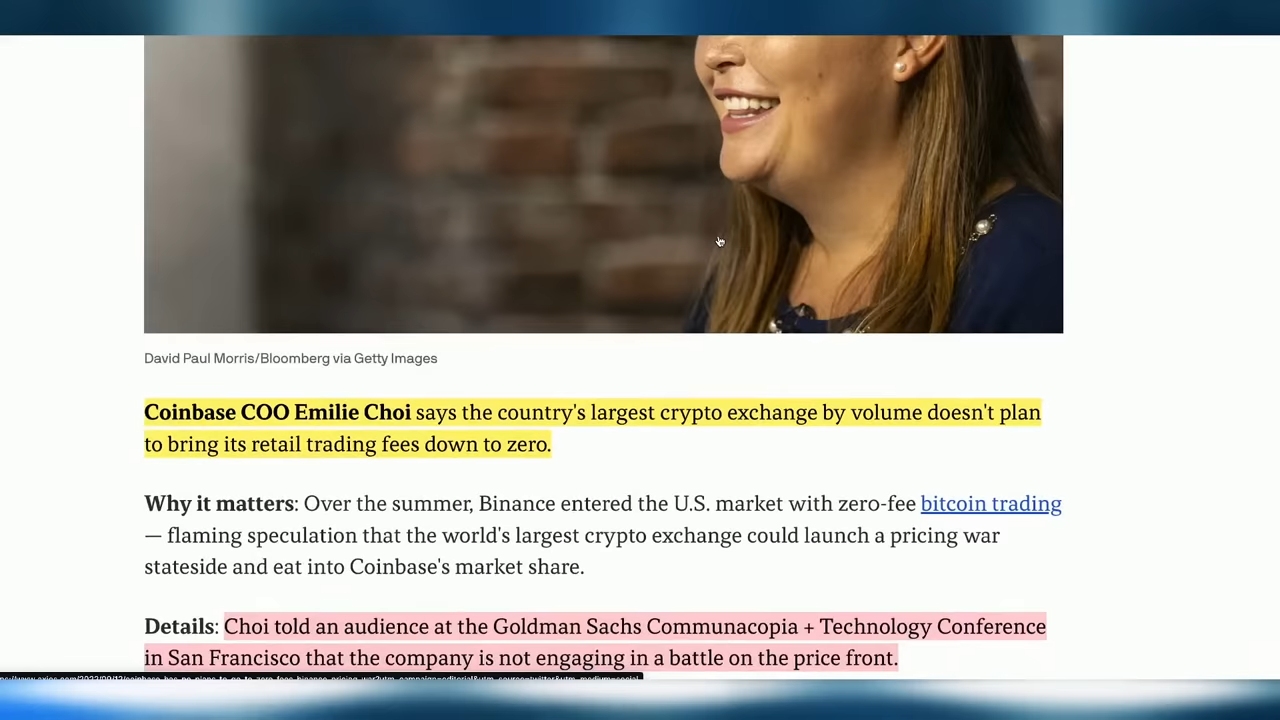 David Paul Morris/Bloomberg via Getty Images
Coinbase COO Emilie Choi says the country's largest crypto exchange by volume doesn't plan
to bring its retail trading fees down to zero.
Why it matters: Over the summer, Binance entered the U.S. market with zero-fee bitcoin trading
— flaming speculation that the world's largest crypto exchange could launch a pricing war
stateside and eat into Coinbase's market share.
Details: Choi told an audience at the Goldman Sachs Communacopia + Technology Conference
in San Francisco that the company is not engaging in a battle on the price front.